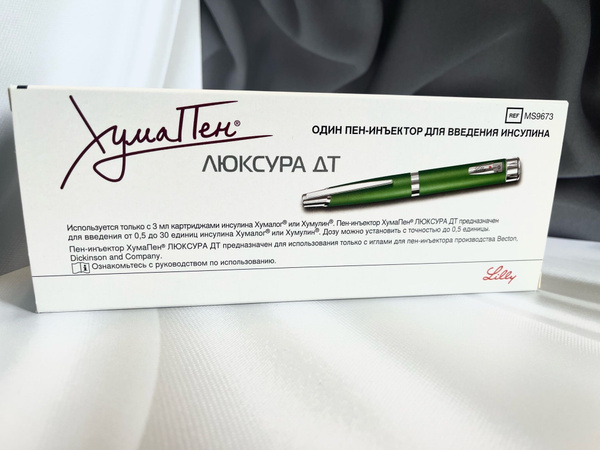 ХумаПен®
REF MS9673
ОДИН ПЕН-ИНЪЕКТОР ДЛЯ ВВЕДЕНИЯ ИНСУЛИНА
ЛЮКСУРА ДТ
Используется только с 3 мл картриджами инсулина Хумалог® или Хумулин®. Пен-инъектор ХумаПен® ЛЮКСУРА ДТ предназначен
для введения от 0,5 до 30 единиц инсулина Хумалог® или Хумулин®. Дозу можно установить с точностью до 0,5 единицы.
Пен-инъектор ХумаПен® ЛЮКСУРА ДТ предназначен для использования только с иглами для пен-инъектора производства Becton,
Dickinson and Company.
Ознакомьтесь с руководством по использованию.
Lilly